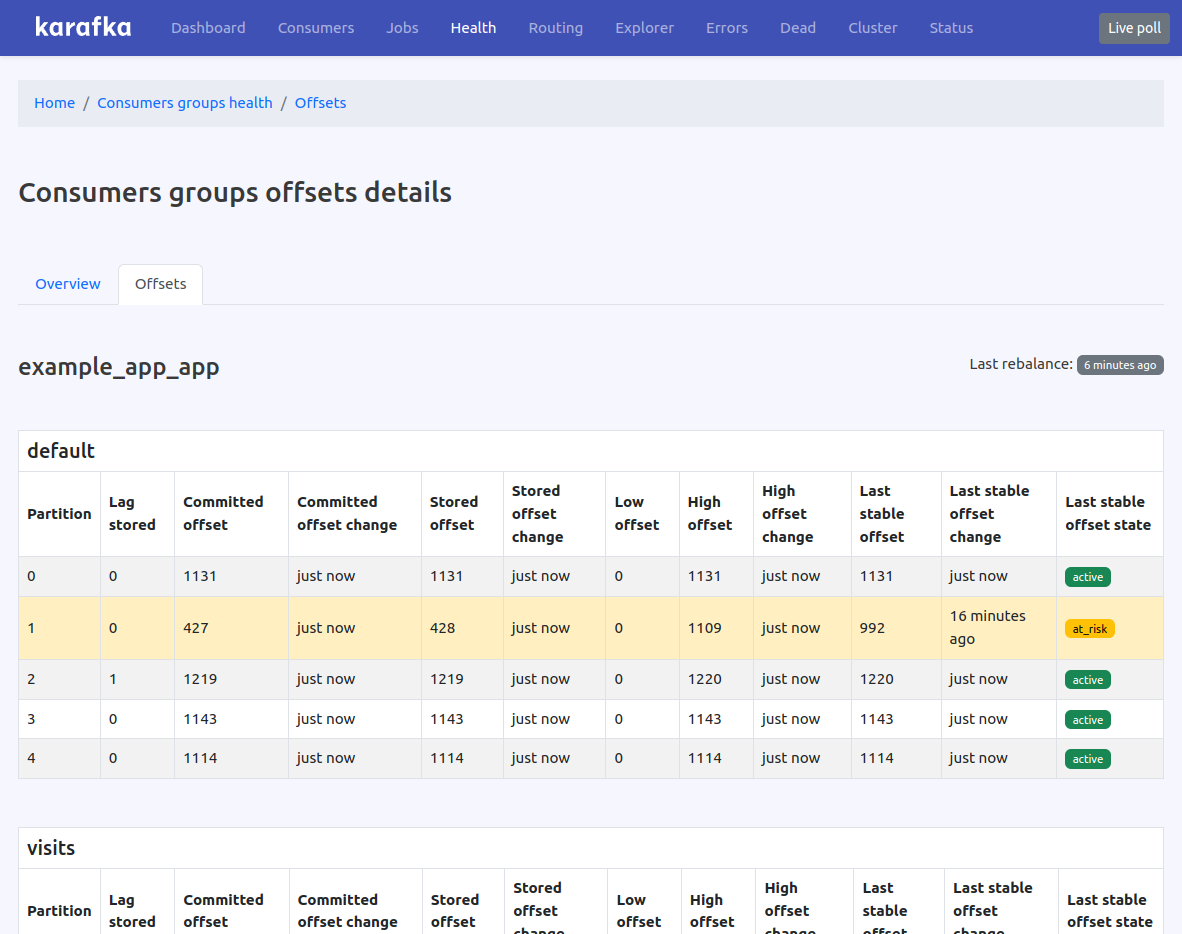 karafka Dashboard Consumers Jobs Health Routing Explorer Errors Dead Cluster Status Live poll
Home / Consumers groups health / Offsets
Consumers groups offsets details
Overview Offsets
example_app_app Last rebalance: 6 minutes ago
default
Partition Lag stored Committed offset Committed offset change Stored offset Stored offset change Low offset High offset High offset change Last stable offset Last stable offset change Last stable offset state
0 0 1131 just now 1131 just now 0 1131 just now 1131 just now active
1 0 427 just now 428 just now 0 1109 just now 992 16 minutes ago at_risk
2 1 1219 just now 1219 just now 0 1220 just now 1220 just now active
3 0 1143 just now 1143 just now 0 1143 just now 1143 just now active
4 0 1114 just now 1114 just now 0 1114 just now 1114 just now active
visits
Partition Lag stored Committed offset Committed offset change Stored offset Stored offset change Low offset High offset High offset change Last stable offset Last stable offset change Last stable offset state